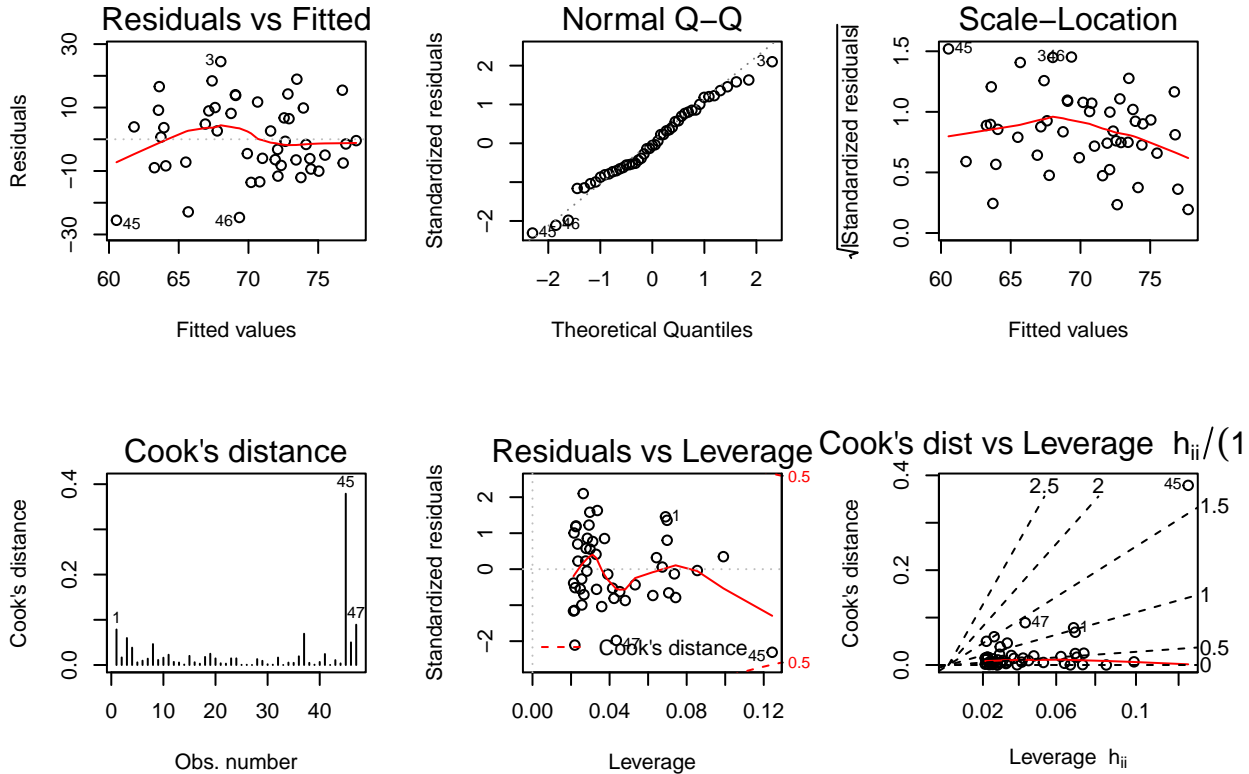 Residuals vs Fitted
Residuals
30
10
−10
−30
3
45
46
60 65 70 75
Fitted values
Normal Q−Q
Standardized residuals
2
1
0
−2
3
45
46
−2 −1 0 1 2
Theoretical Quantiles
Scale−Location
√|Standardized residuals|
1.5
1.0
0.5
0.0
45
3
46
60 65 70 75
Fitted values
Cook's distance
Cook's distance
0.4
0.2
0.0
1
45
47
0 10 20 30 40
Obs. number
Residuals vs Leverage
Standardized residuals
2
1
0
−2
0.5
0.5
1
47
45
Cook's distance
0.00 0.04 0.08 0.12
Leverage
Cook's dist vs Leverage hii/(1
Cook's distance
0.4
0.2
0.0
2.5
2
1.5
1
0.5
0
45
47
1
0.02 0.06 0.1
Leverage hii